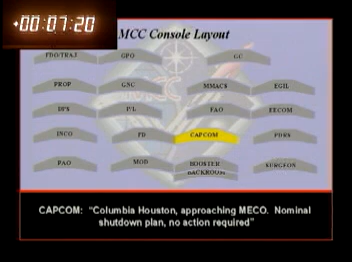 +00:07:20
MCC Console Layout
FDO/TRAJ GPO GC
PROP GNC MMACS EGIL
DPS P/L FAO EECOM
INCO FD CAPCOM PDRS
PAO MOD BOOSTER SURGEON
BACKROOM
CAPCOM: “Columbia Houston, approaching MECO. Nominal
shutdown plan, no action required”